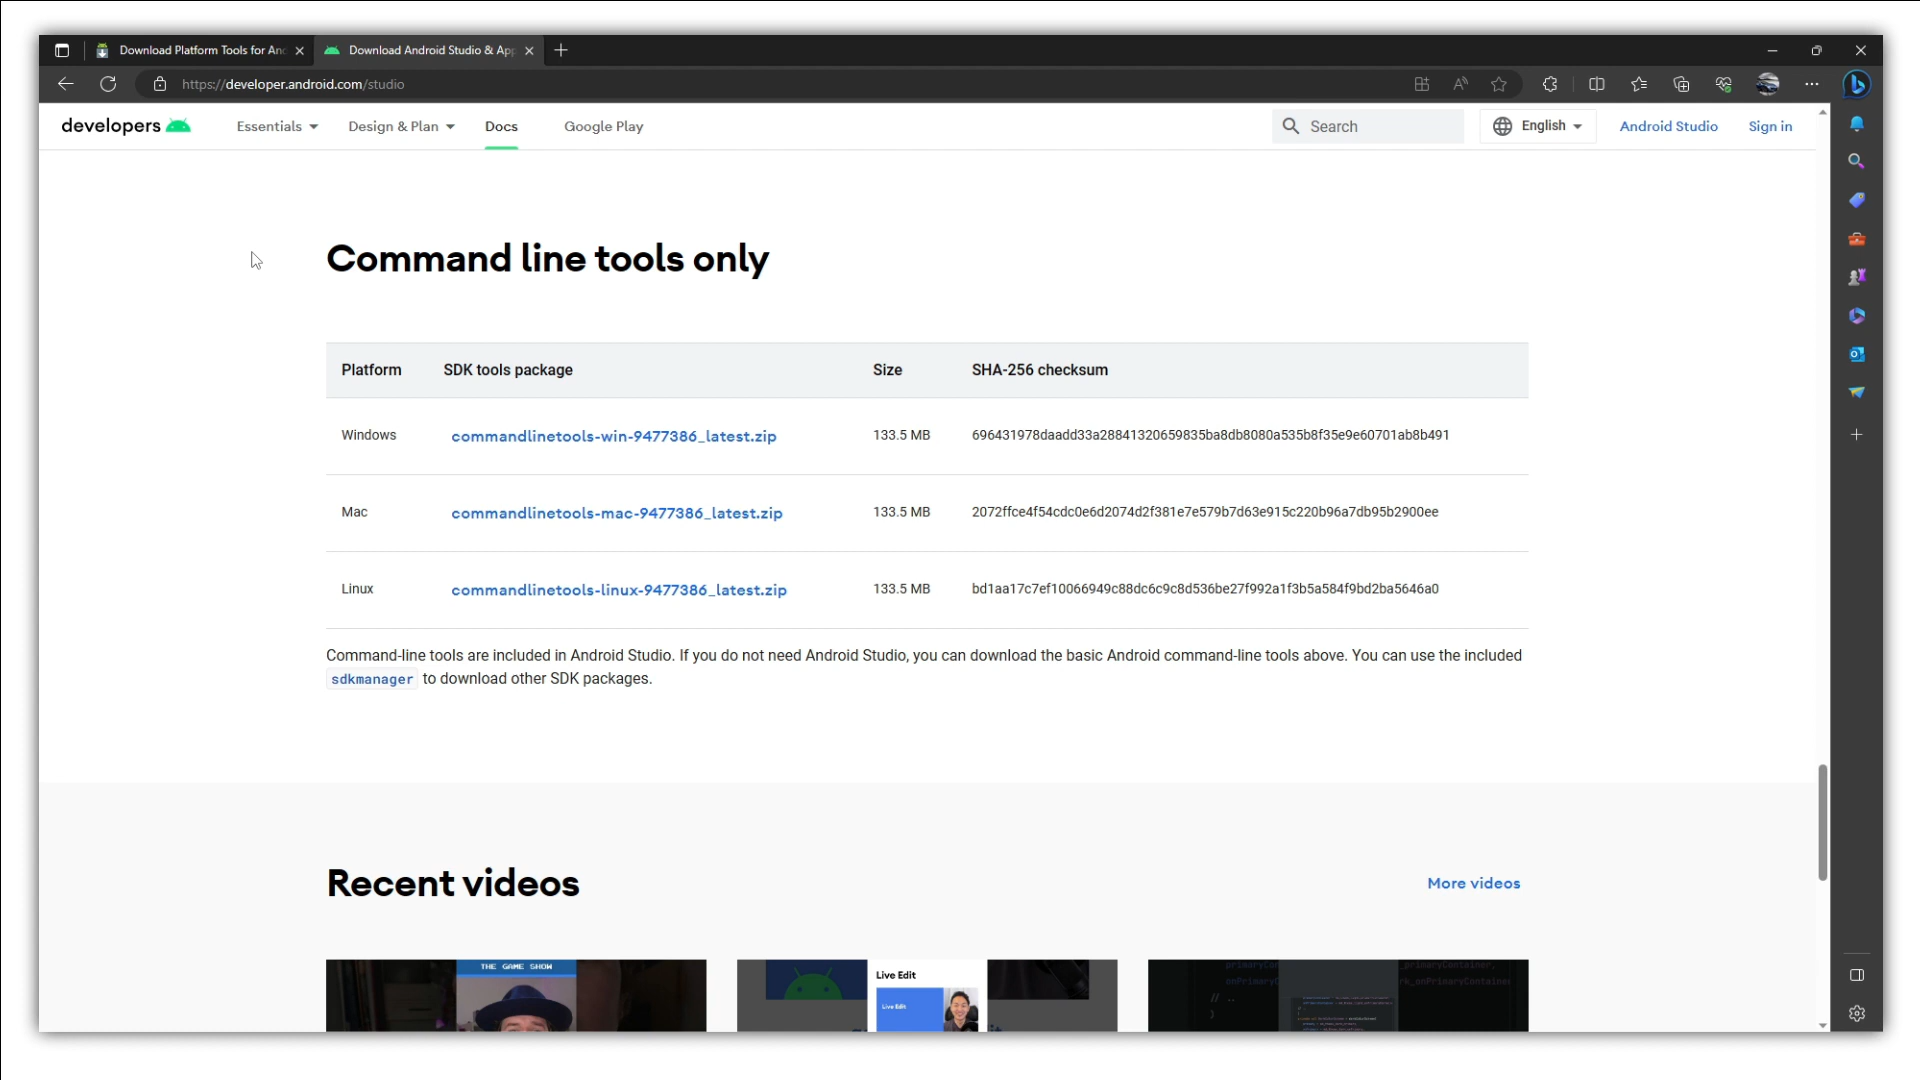 Download Platform Tools for An
Download Android Studio & App
https://developer.android.com/studio
developers
Essentials
Design & Plan
Docs
Google Play
Search
English
Android Studio
Sign in
Command line tools only
Platform SDK tools package Size SHA-256 checksum
Windows commandlinetools-win-9477386_latest.zip 133.5 MB 696431978daadd33a28841320659835ba8db8080a535b8f35e9e60701ab8b491
Mac commandlinetools-mac-9477386_latest.zip 133.5 MB 2072ffce4f54cdc0e6d2074d2f381e7e579b7d63e915c220b96a7db95b2900ee
Linux commandlinetools-linux-9477386_latest.zip 133.5 MB bd1aa17c7ef10066949c88dc6c9c8d536be27f992a1f3b5a584f9bd2ba5646a0
Command-line tools are included in Android Studio. If you do not need Android Studio, you can download the basic Android command-line tools above. You can use the included
sdkmanager to download other SDK packages.
Recent videos
More videos
THE GAME SHOW
Live Edit
Live Edit